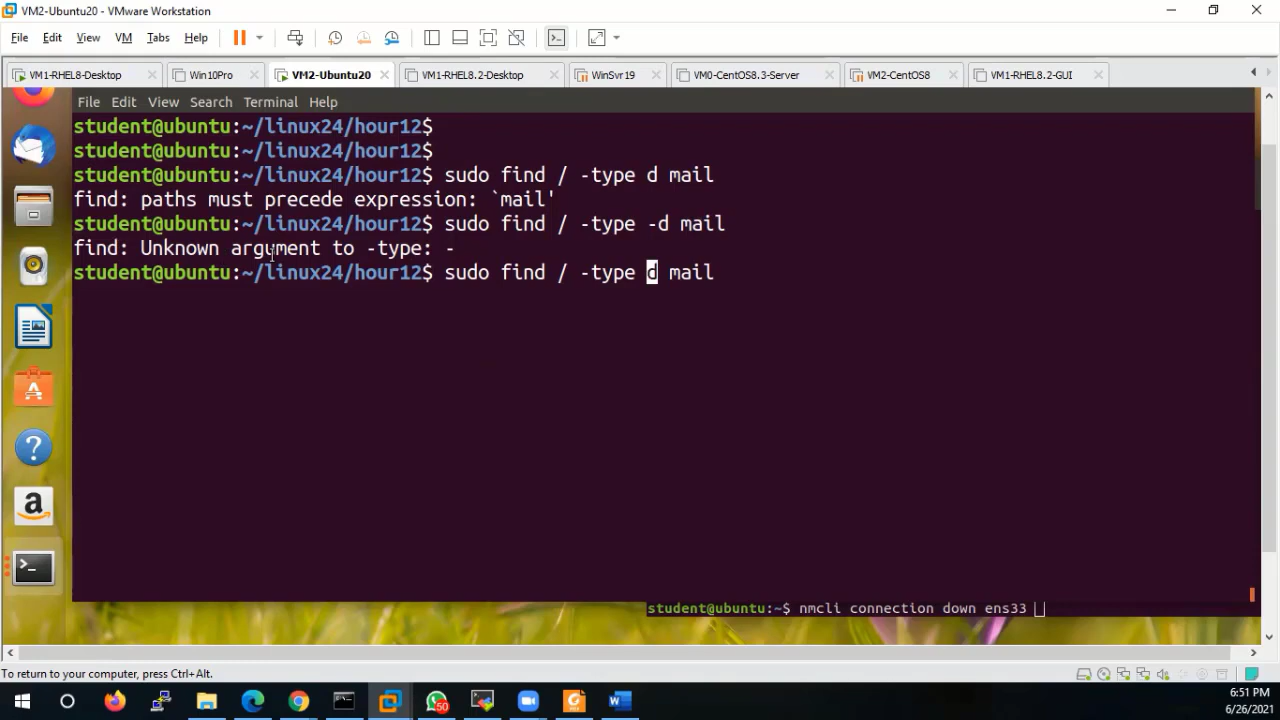 VM2-Ubuntu20 - VMware Workstation
File Edit View VM Tabs Help
VM1-RHEL8-Desktop Win10Pro VM2-Ubuntu20 VM1-RHEL8.2-Desktop WinSvr19 VM0-CentOS8.3-Server VM2-CentOS8 VM1-RHEL8.2-GUI
File Edit View Search Terminal Help
student@ubuntu:~/linux24/hour12$
student@ubuntu:~/linux24/hour12$
student@ubuntu:~/linux24/hour12$ sudo find / -type d mail
find: paths must precede expression: `mail'
student@ubuntu:~/linux24/hour12$ sudo find / -type -d mail
find: Unknown argument to -type: -
student@ubuntu:~/linux24/hour12$ sudo find / -type d mail
student@ubuntu:~$ nmcli connection down ens33
To return to your computer, press Ctrl+Alt.
50
6:51 PM
6/26/2021